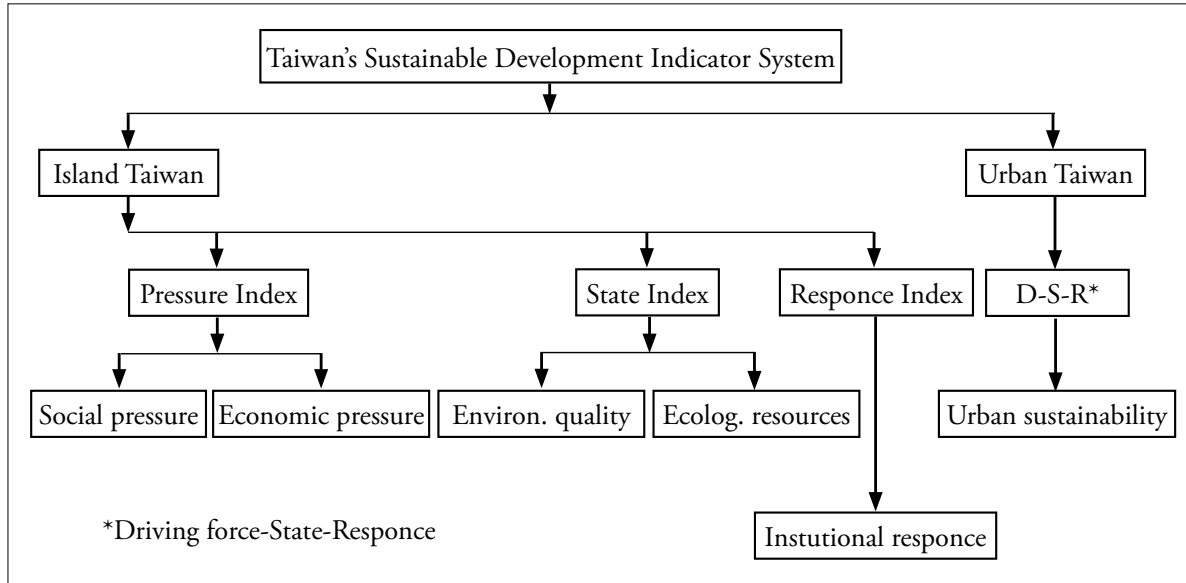 Taiwan’s Sustainable Development Indicator System
Island Taiwan
Urban Taiwan
Pressure Index
State Index
Responce Index
D-S-R*
Social pressure
Economic pressure
Environ. quality
Ecolog. resources
Urban sustainability
*Driving force-State-Responce
Instutional responce